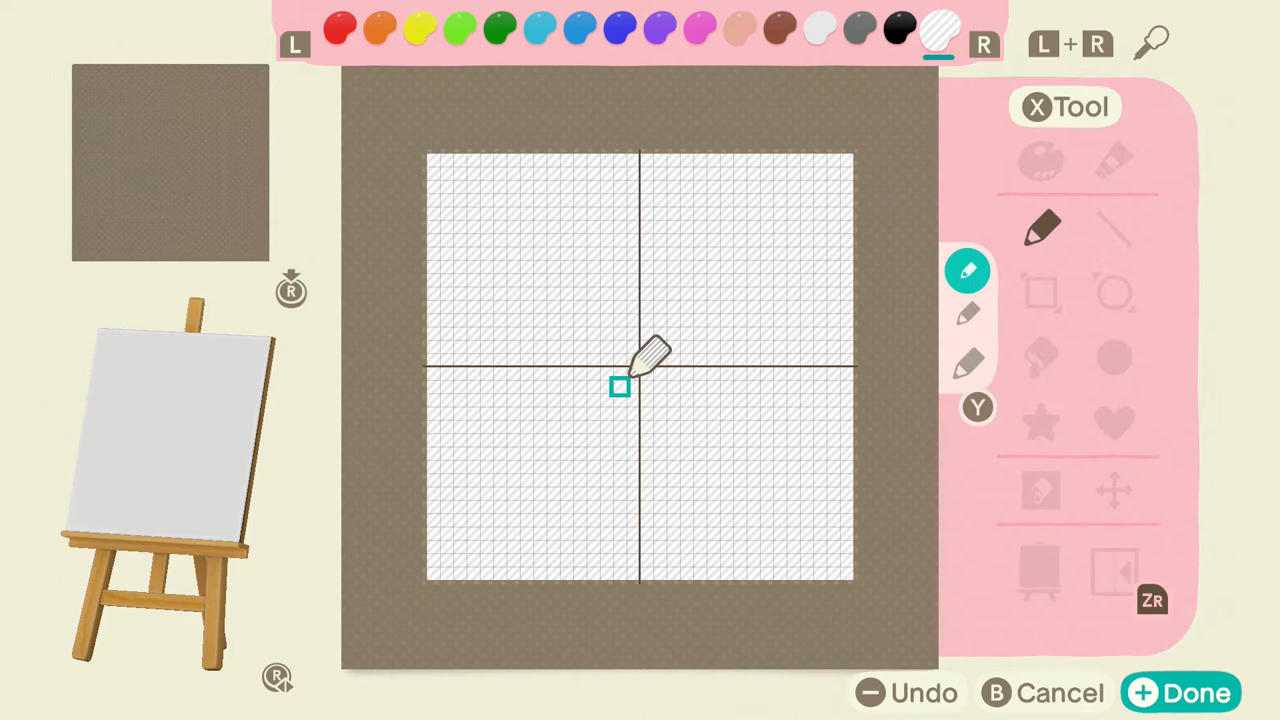 L
R
L + R
X Tool
R
Y
ZR
R
− Undo
B Cancel
+ Done